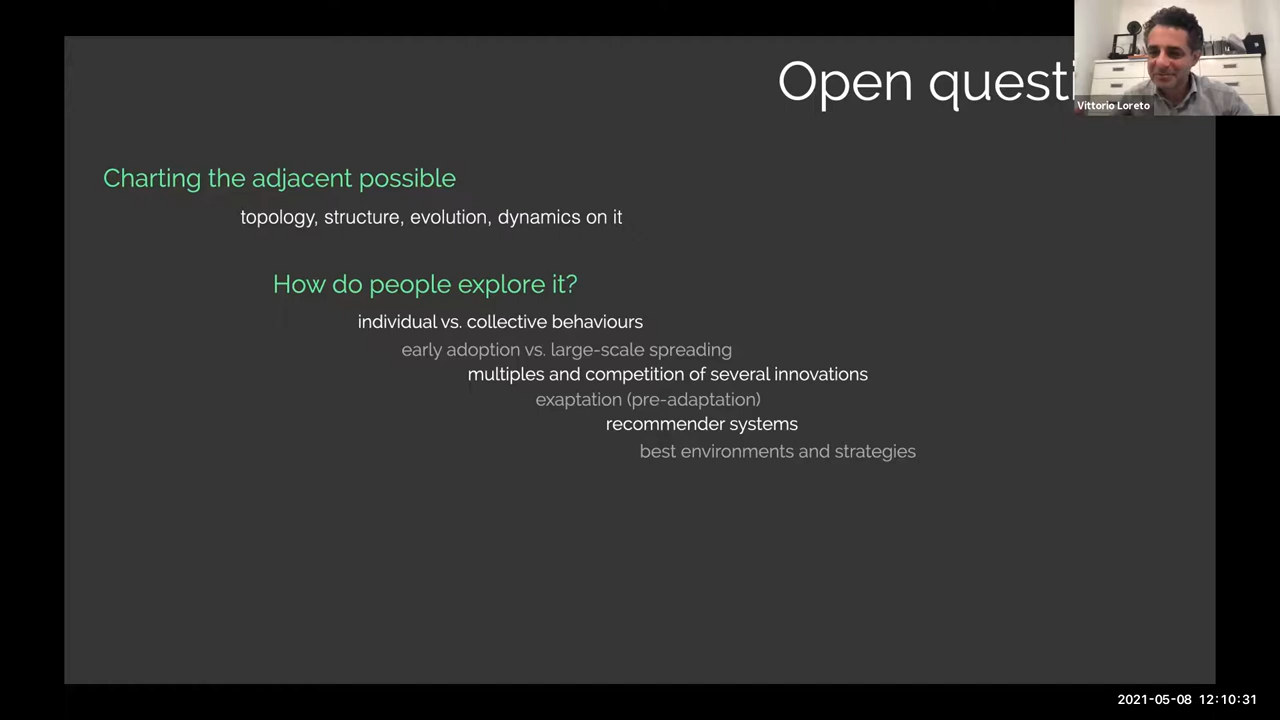 Open questi
Vittorio Loreto
Charting the adjacent possible
topology, structure, evolution, dynamics on it
How do people explore it?
individual vs. collective behaviours
early adoption vs. large-scale spreading
multiples and competition of several innovations
exaptation (pre-adaptation)
recommender systems
best environments and strategies
2021-05-08 12:10:31